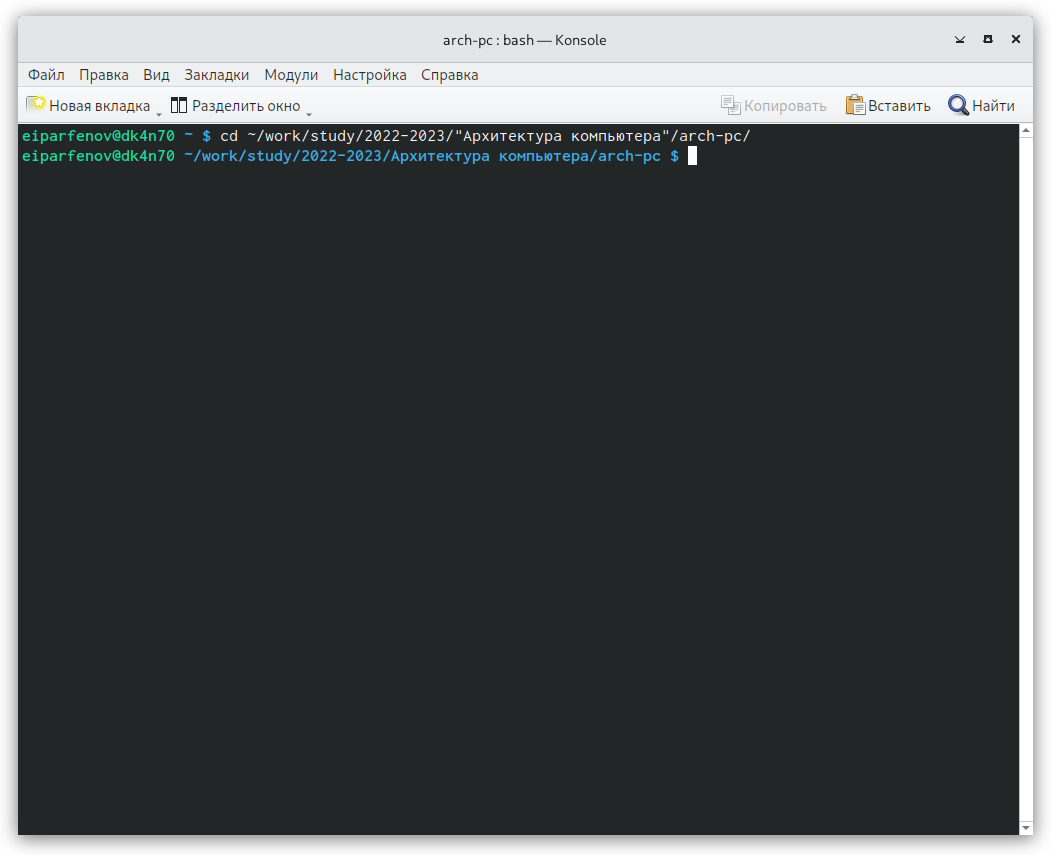 arch-pc : bash — Konsole
Файл Правка Вид Закладки Модули Настройка Справка
Новая вкладка Разделить окно Копировать Вставить Найти
eiparfenov@dk4n70 ~ $ cd ~/work/study/2022-2023/"Архитектура компьютера"/arch-pc/
eiparfenov@dk4n70 ~/work/study/2022-2023/Архитектура компьютера/arch-pc $